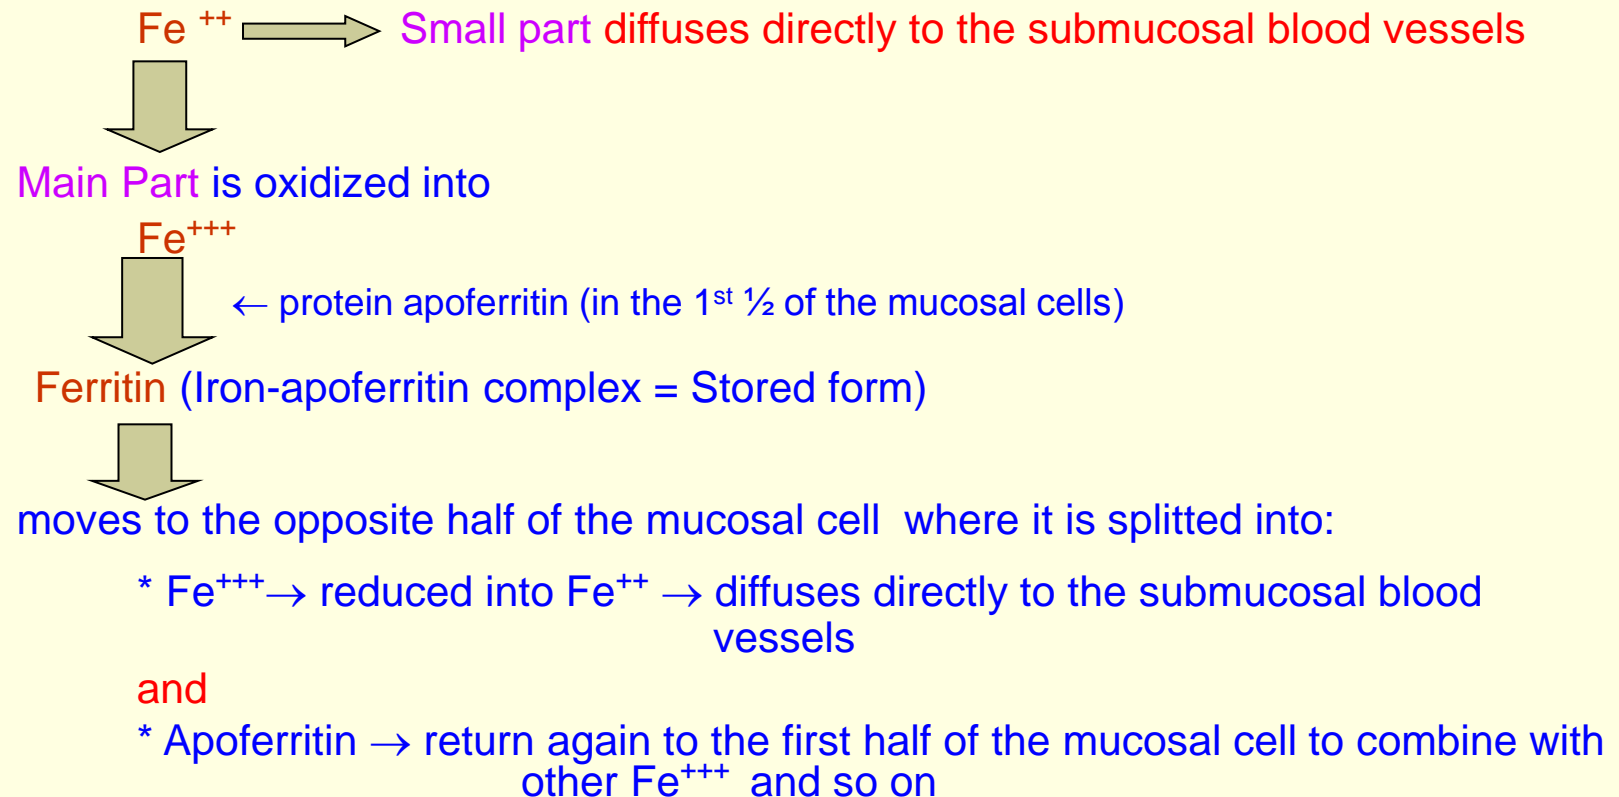 Fe ++ Small part diffuses directly to the submucosal blood vessels
Main Part is oxidized into
Fe+++
← protein apoferritin (in the 1st ½ of the mucosal cells)
Ferritin (Iron-apoferritin complex = Stored form)
moves to the opposite half of the mucosal cell where it is splitted into:
* Fe+++→ reduced into Fe++ → diffuses directly to the submucosal blood
vessels
and
* Apoferritin → return again to the first half of the mucosal cell to combine with
other Fe+++ and so on